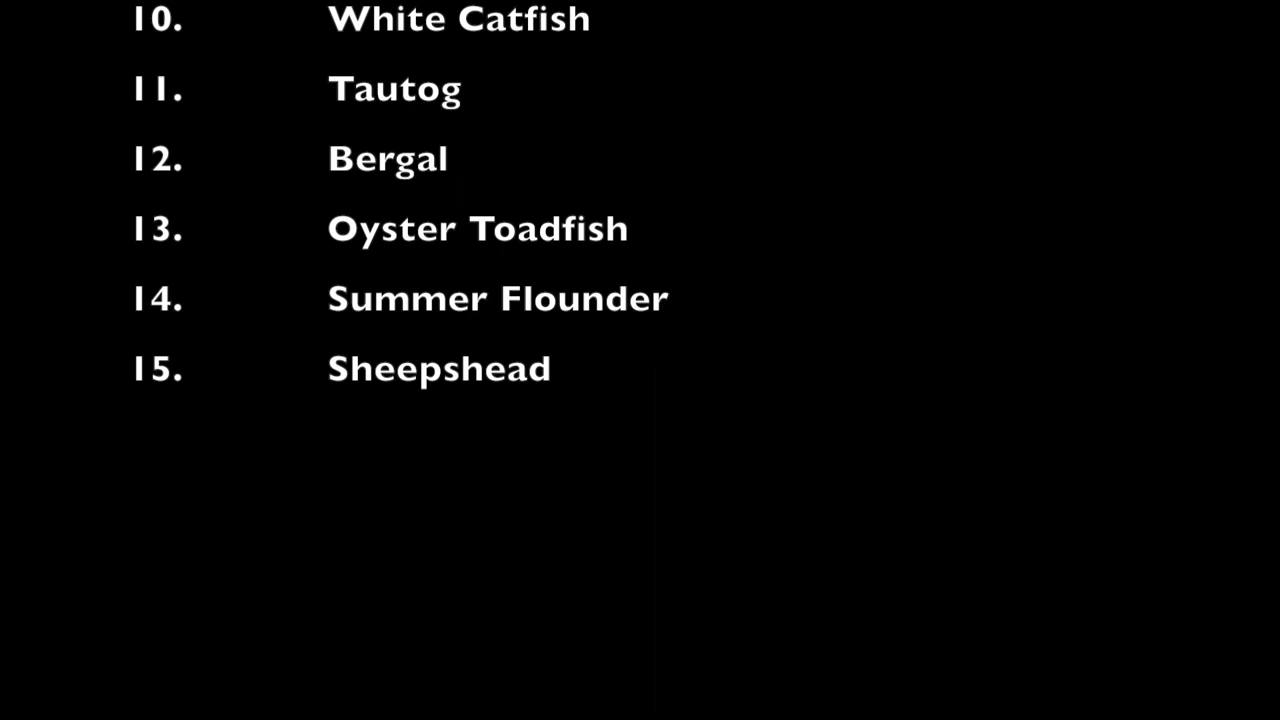 10. White Catfish
11. Tautog
12. Bergal
13. Oyster Toadfish
14. Summer Flounder
15. Sheepshead